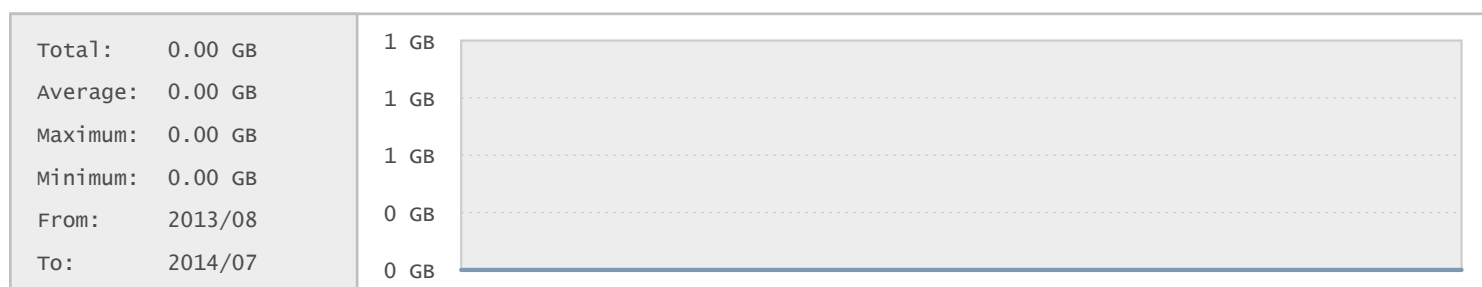 Total: 0.00 GB
Average: 0.00 GB
Maximum: 0.00 GB
Minimum: 0.00 GB
From: 2013/08
To: 2014/07
1 GB
1 GB
1 GB
0 GB
0 GB